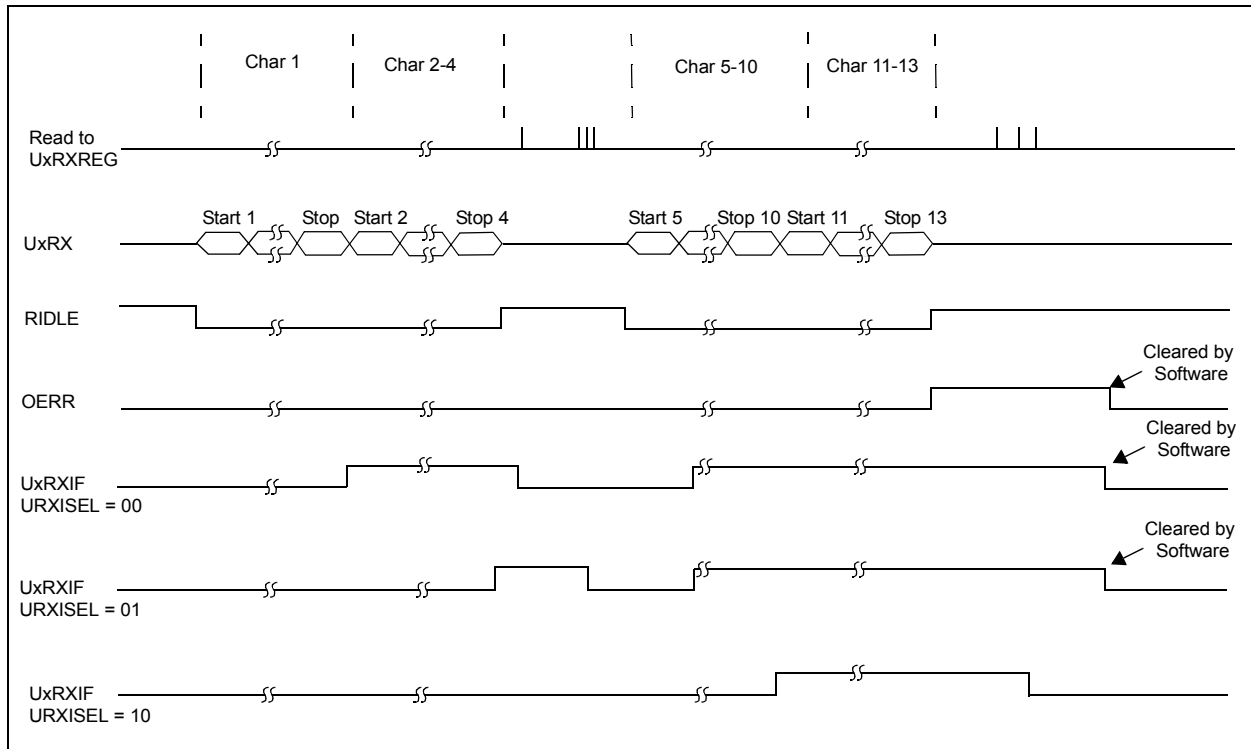 Char 1
Char 2-4
Char 5-10
Char 11-13
Read to
UxRXREG
Start 1
Stop
Start 2
Stop 4
Start 5
Stop 10
Start 11
Stop 13
UxRX
RIDLE
Cleared by
Software
OERR
Cleared by
Software
UxRXIF
URXISEL = 00
Cleared by
Software
UxRXIF
URXISEL = 01
UxRXIF
URXISEL = 10